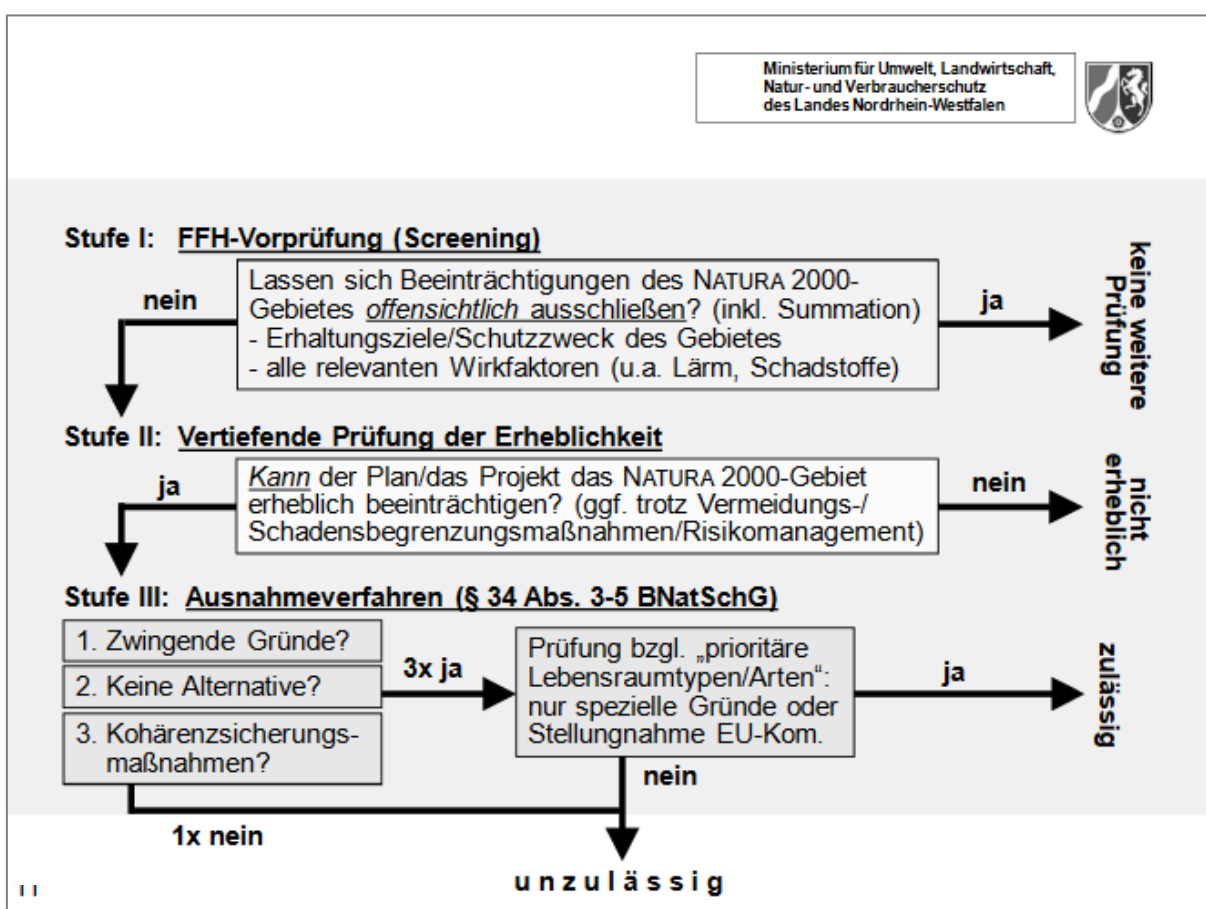 Ministerium für Umwelt, Landwirtschaft,
Natur- und Verbraucherschutz
des Landes Nordrhein-Westfalen
Stufe I: FFH-Vorprüfung (Screening)
nein
Lassen sich Beeinträchtigungen des NATURA 2000-
Gebietes offensichtlich ausschließen? (inkl. Summation)
- Erhaltungsziele/Schutzzweck des Gebietes
- alle relevanten Wirkfaktoren (u.a. Lärm, Schadstoffe)
ja
keine weitere
Prüfung
Stufe II: Vertiefende Prüfung der Erheblichkeit
ja
Kann der Plan/das Projekt das NATURA 2000-Gebiet
erheblich beeinträchtigen? (ggf. trotz Vermeidungs-/
Schadensbegrenzungsmaßnahmen/Risikomanagement)
nein
nicht
erheblich
Stufe III: Ausnahmeverfahren (§ 34 Abs. 3-5 BNatSchG)
1. Zwingende Gründe?
2. Keine Alternative?
3. Kohärenzsicherungs-
maßnahmen?
3x ja
Prüfung bzgl. „prioritäre
Lebensraumtypen/Arten“:
nur spezielle Gründe oder
Stellungnahme EU-Kom.
ja
zulässig
nein
1x nein
unzulässig